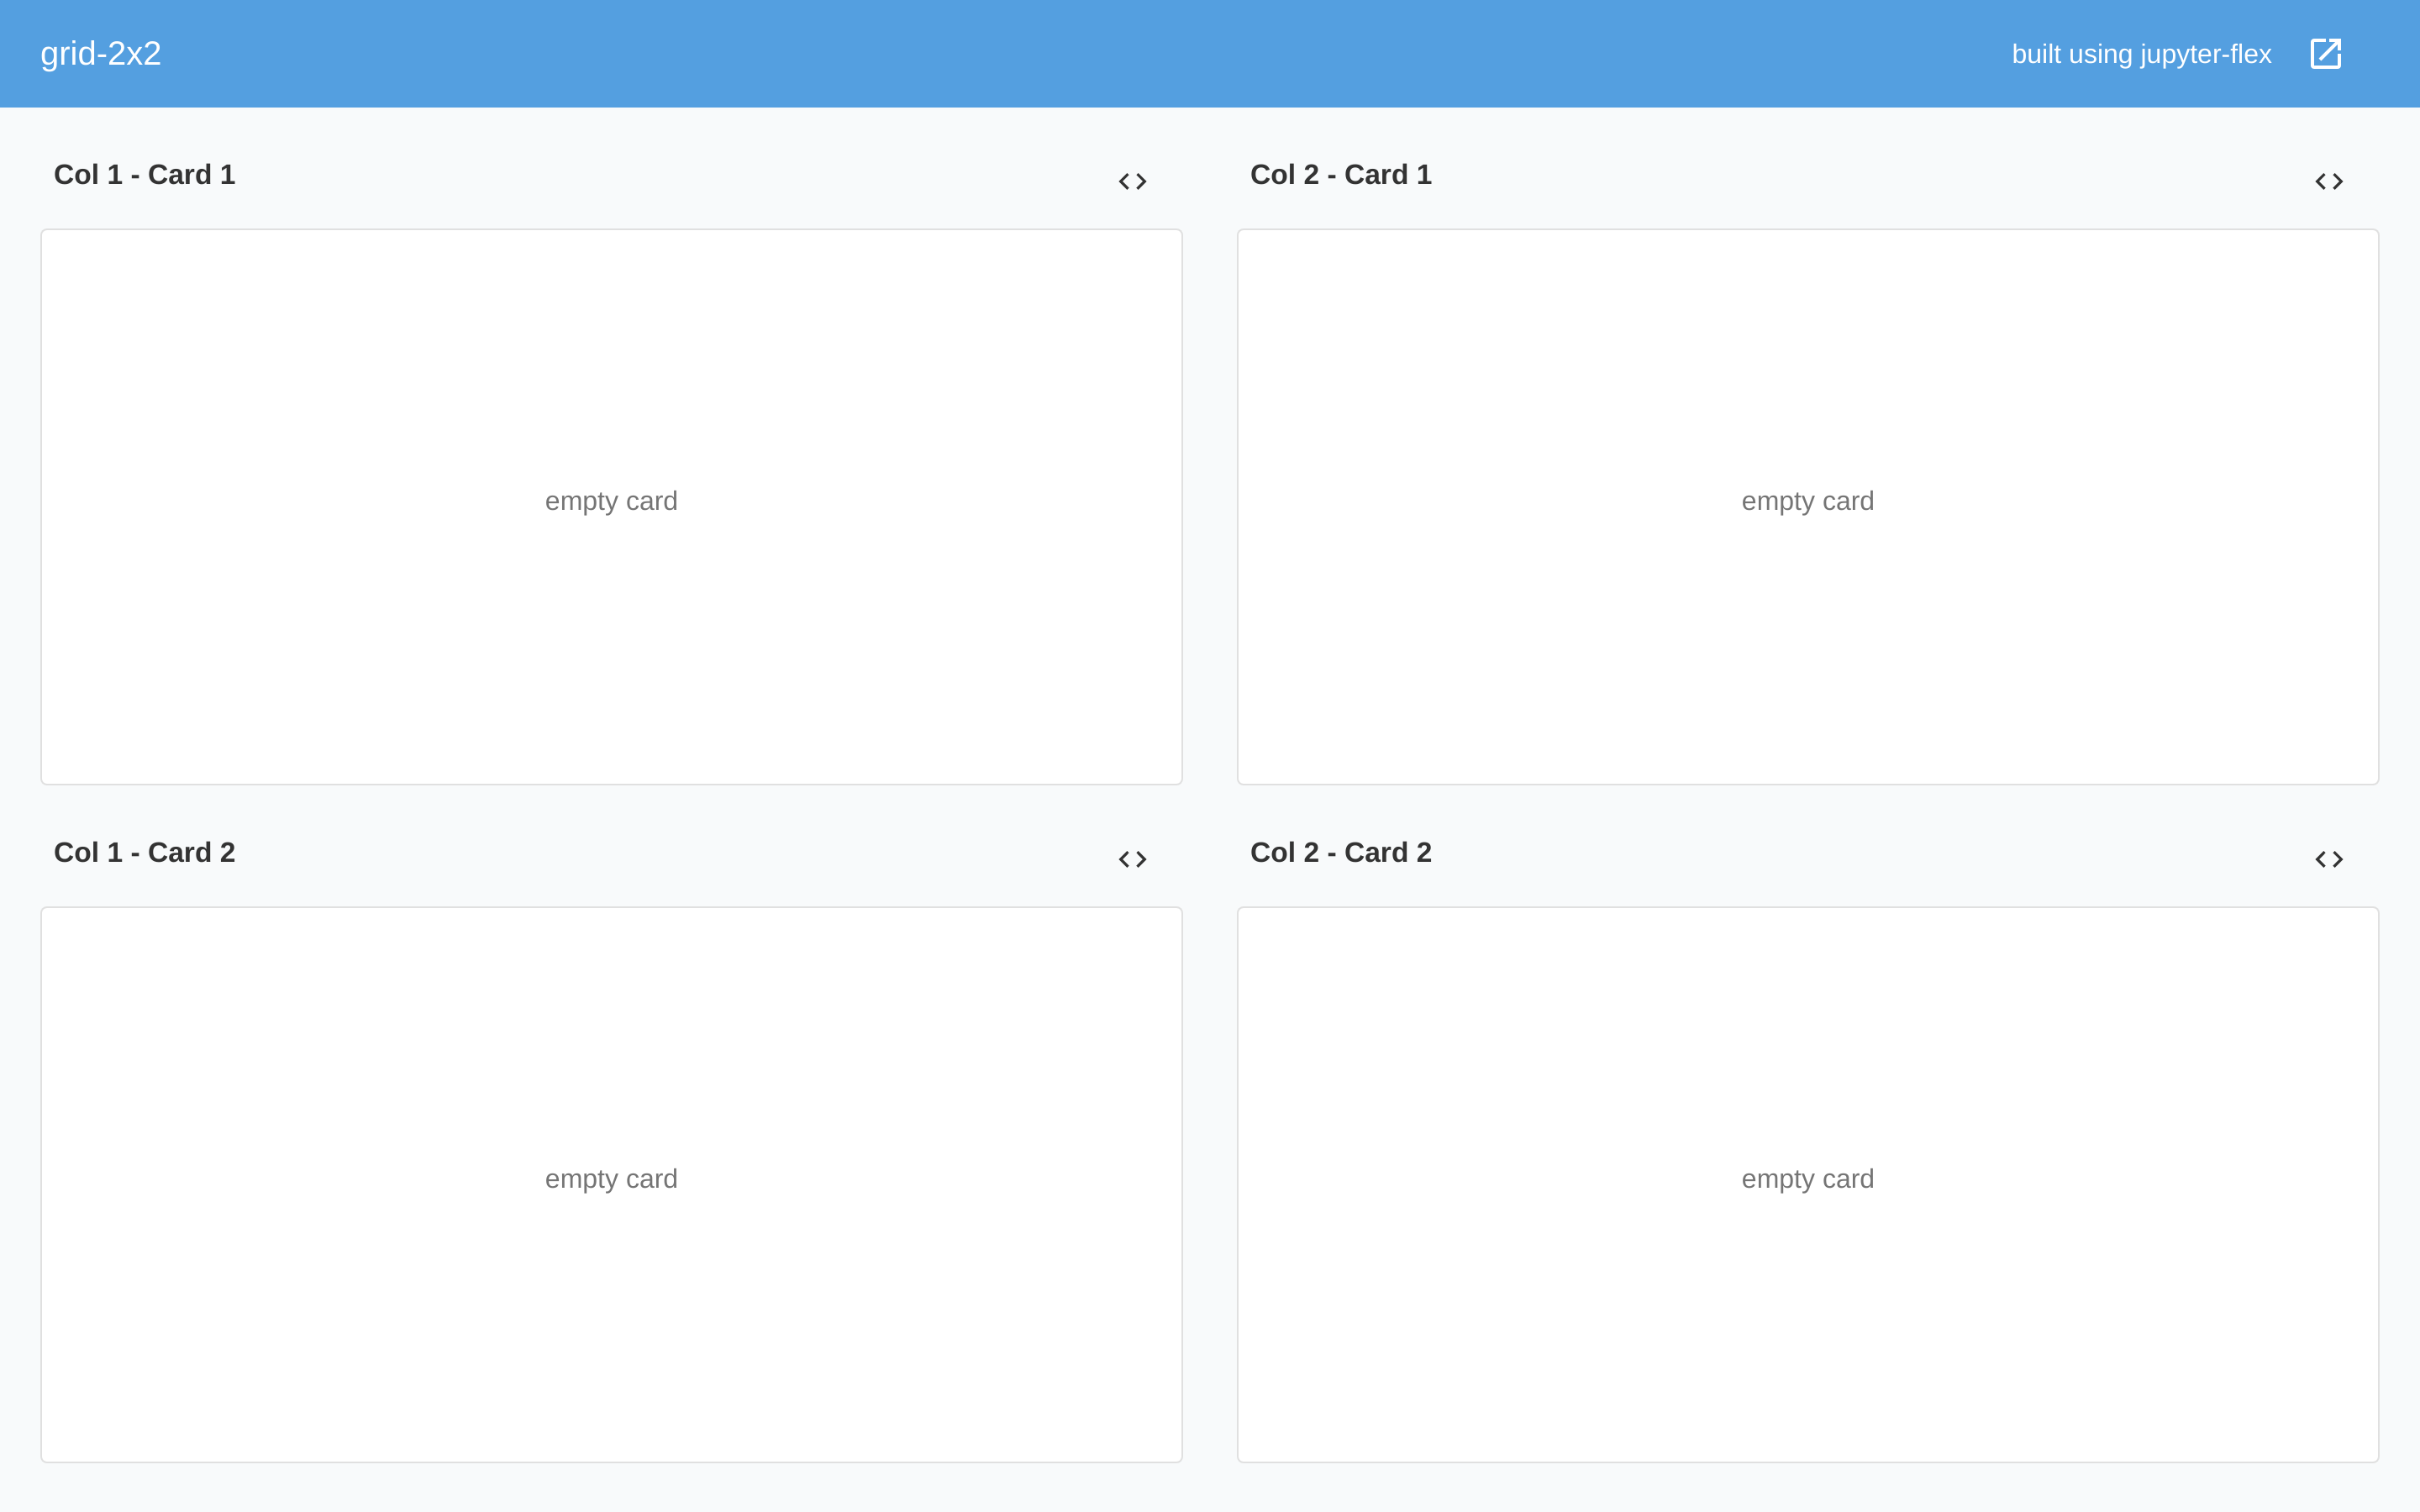 grid-2x2
built using jupyter-flex
Col 1 - Card 1
Col 2 - Card 1
empty card
empty card
Col 1 - Card 2
Col 2 - Card 2
empty card
empty card